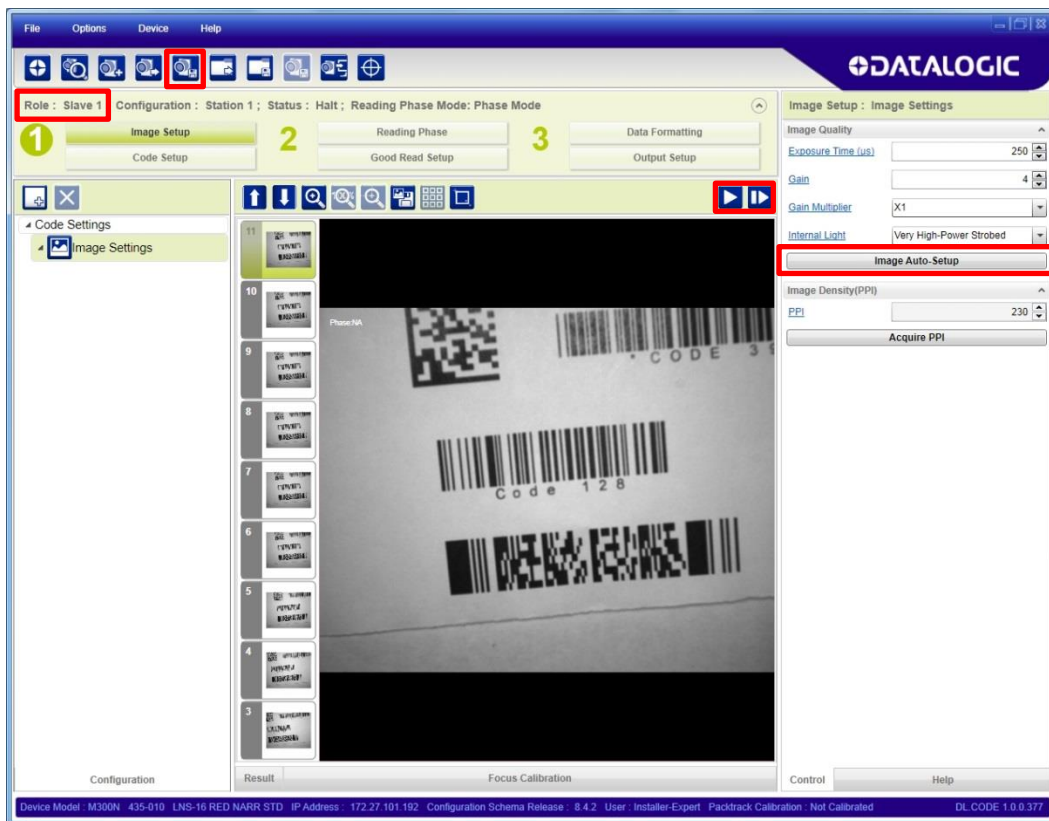 File Options Device Help
DATALOGIC
Role : Slave 1 Configuration : Station 1 ; Status : Halt ; Reading Phase Mode: Phase Mode
1 Image Setup 2 Reading Phase 3 Data Formatting
Code Setup Good Read Setup Output Setup
Code Settings
Image Settings
11
10
9
8
7
6
5
4
3
Phase:NA
* CODE 39
Code 128
Configuration
Result Focus Calibration
Image Setup : Image Settings
Image Quality
Exposure Time (us) 250
Gain 4
Gain Multiplier X1
Internal Light Very High-Power Strobed
Image Auto-Setup
Image Density(PPI)
PPI 230
Acquire PPI
Control Help
Device Model : M300N 435-010 LNS-16 RED NARR STD IP Address : 172.27.101.192 Configuration Schema Release : 8.4.2 User : Installer-Expert Packtrack Calibration : Not Calibrated DL.CODE 1.0.0.377